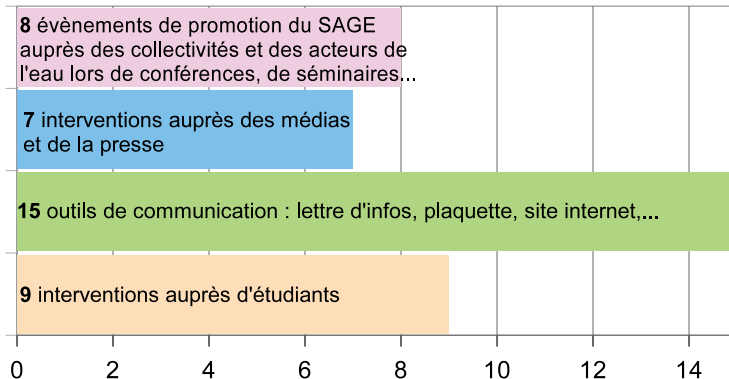 8 évènements de promotion du SAGE
auprès des collectivités et des acteurs de
l'eau lors de conférences, de séminaires...
7 interventions auprès des médias
et de la presse
15 outils de communication : lettre d'infos, plaquette, site internet,...
9 interventions auprès d'étudiants
0 2 4 6 8 10 12 14